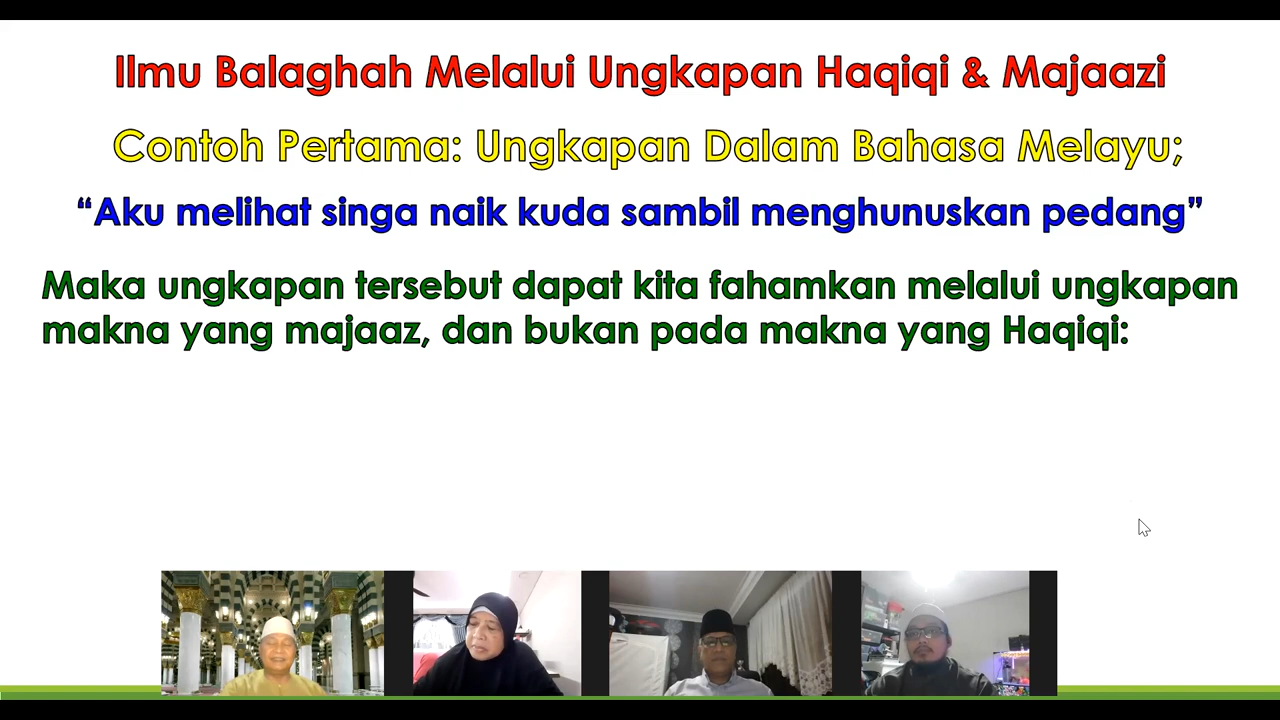 Ilmu Balaghah Melalui Ungkapan Haqiqi & Majaazi
Contoh Pertama: Ungkapan Dalam Bahasa Melayu;
“Aku melihat singa naik kuda sambil menghunuskan pedang”
Maka ungkapan tersebut dapat kita fahamkan melalui ungkapan
makna yang majaaz, dan bukan pada makna yang Haqiqi: